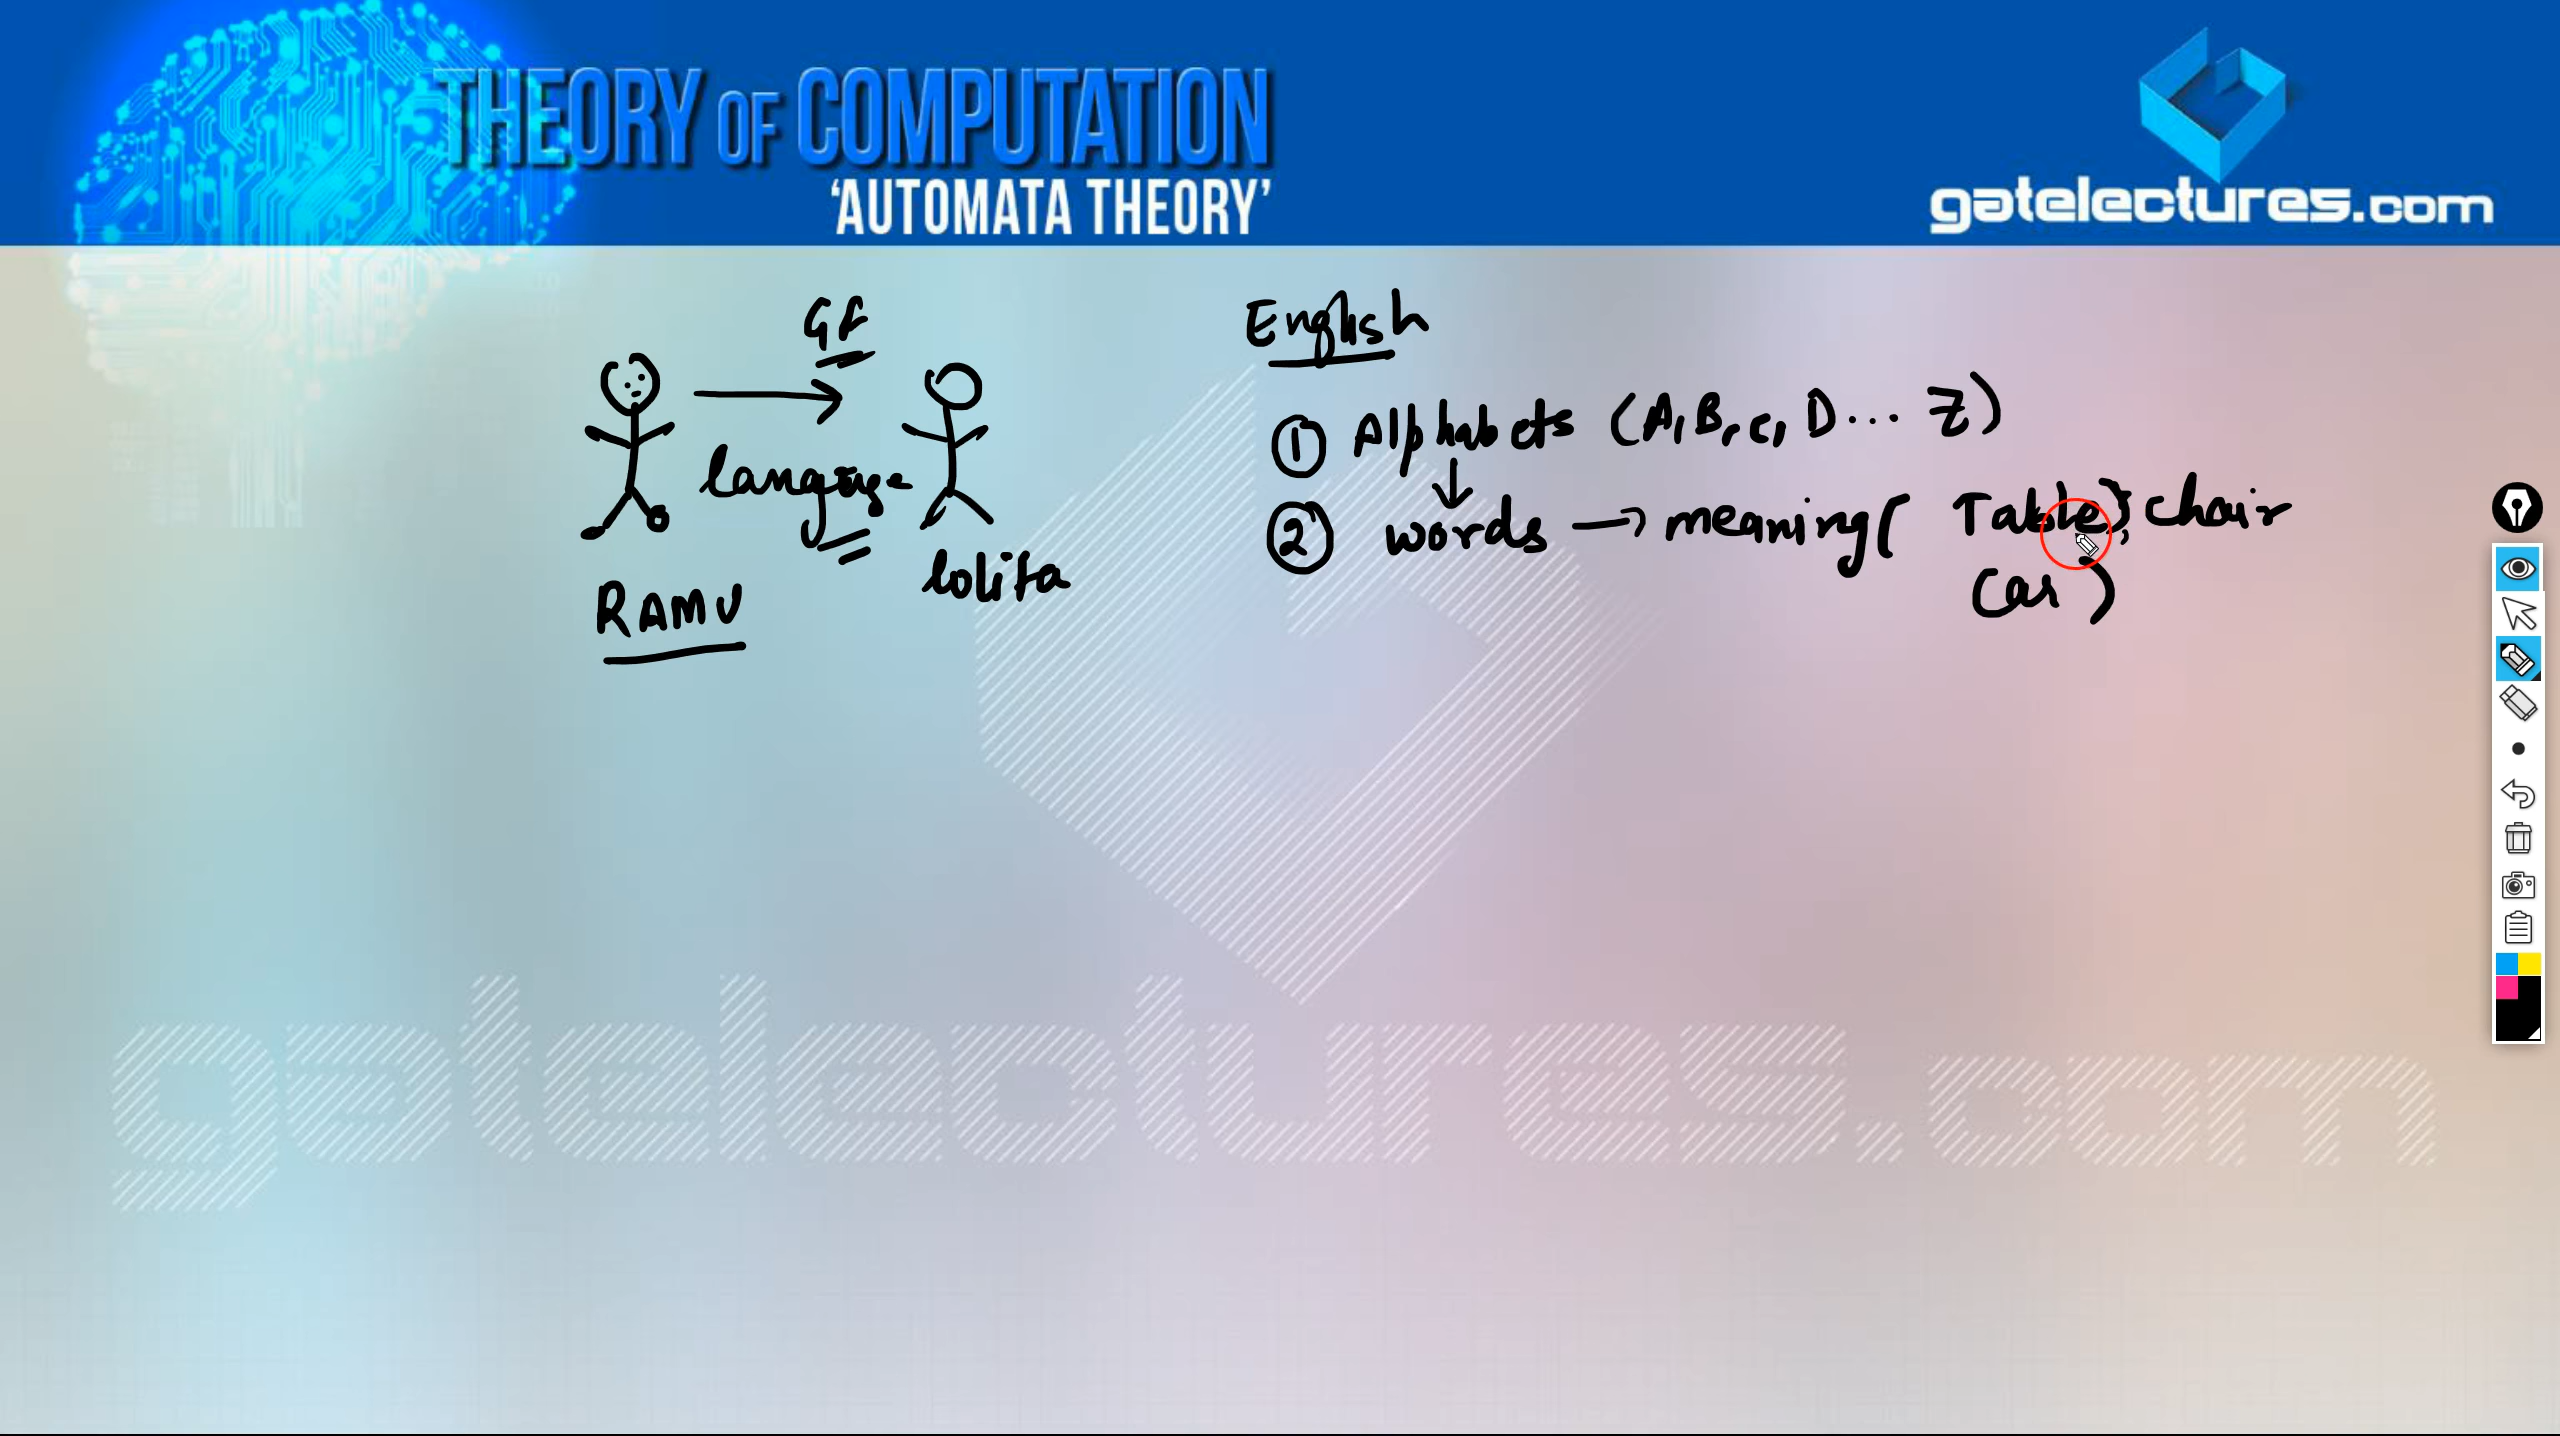 THEORY OF COMPUTATION
'AUTOMATA THEORY'
gatelectures.com
GF
language
RAMU
lolita
English
① Alphabets (A, B, C, D ... Z)
② words → meaning( Table), chair
Car )
gatelectures.com